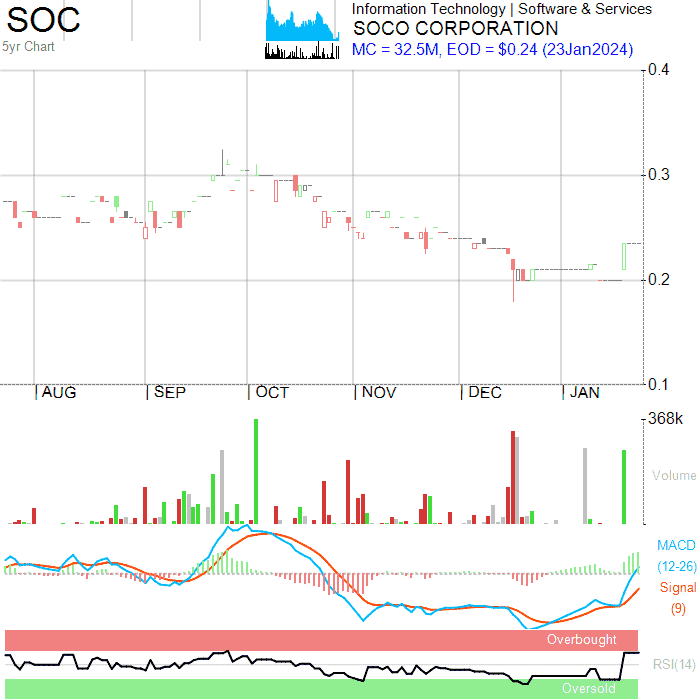 SOC
5yr Chart
Information Technology | Software & Services
SOCO CORPORATION
MC = 32.5M, EOD = $0.24 (23Jan2024)
0.4
0.3
0.2
0.1
AUG SEP OCT NOV DEC JAN
368k
Volume
MACD
(12-26)
Signal
(9)
Overbought
RSI(14)
Oversold